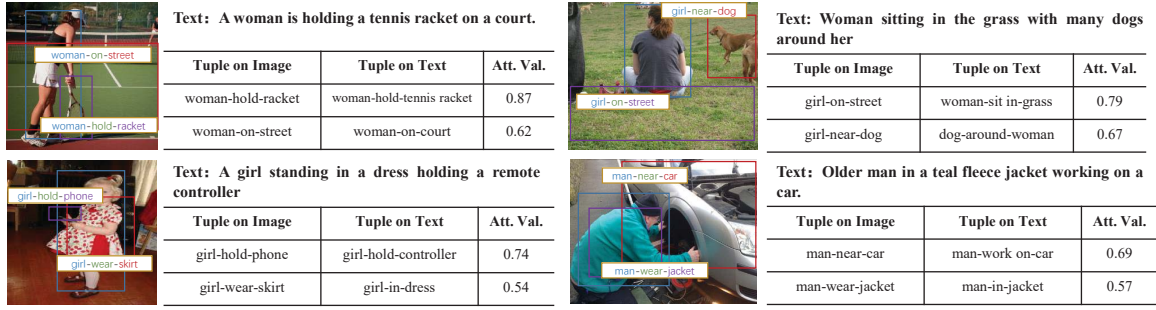 woman-on-street
woman-hold-racket
Text: A woman is holding a tennis racket on a court.
Tuple on Image Tuple on Text Att. Val.
woman-hold-racket woman-hold-tennis racket 0.87
woman-on-street woman-on-court 0.62
girl-near-dog
girl-on-street
Text: Woman sitting in the grass with many dogs
around her
Tuple on Image Tuple on Text Att. Val.
girl-on-street woman-sit in-grass 0.79
girl-near-dog dog-around-woman 0.67
girl-hold-phone
girl-wear-skirt
Text: A girl standing in a dress holding a remote
controller
Tuple on Image Tuple on Text Att. Val.
girl-hold-phone girl-hold-controller 0.74
girl-wear-skirt girl-in-dress 0.54
man-near-car
man-wear-jacket
Text: Older man in a teal fleece jacket working on a
car.
Tuple on Image Tuple on Text Att. Val.
man-near-car man-work on-car 0.69
man-wear-jacket man-in-jacket 0.57